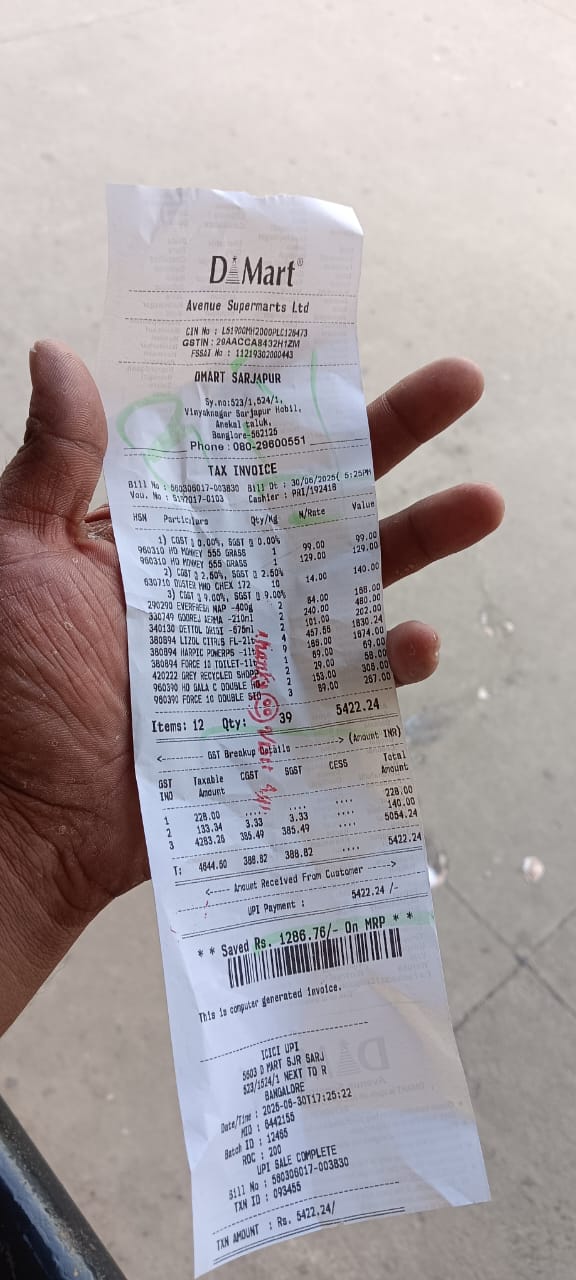 D Mart®
Avenue Supermarts Ltd
CIN No : L51900MH2000PLC126473
GSTIN : 29AACCA8432H1ZM
FSSAI No : 11219302000443
DMART SARJAPUR
Sy.no:523/1,524/1,
Vinyaknagar Sarjapur Hobil,
Anekal taluk,
Banglore-562125
Phone : 080-29600551
TAX INVOICE
Bill No : 560306017-003830 Bill Dt : 30/06/2025( 5:25PM
Vou. No : 2017-0103 Cashier : PRI/192418
HSN Particulars Qty/Kg N/Rate Value
1) CGST @ 0.00%, SGST @ 0.00%
960310 HD MONKEY 555 GRASS 1 99.00 99.00
960310 HD MONKEY 555 GRASS 1 129.00 129.00
2) CGST @ 2.50%, SGST @ 2.50%
630710 DUSTER MHO CHEX 172 10 14.00 140.00
3) CGST @ 9.00%, SGST @ 9.00%
290290 EVERFRESH NAP -400g 2 84.00 168.00
330749 GODREJ -210ml 2 240.00 480.00
340130 DETTOL -675ml 2 101.00 202.00
380894 LIZOL CITRUS FL-2 4 457.56 1830.24
380894 HARPIC POWERPS -1lt 9 186.00 1674.00
380894 FORCE 10 TOILET-1lt 1 69.00 69.00
420222 GREY RECYCLED SHOPP 2 29.00 58.00
960390 HD GALA C DOUBLE 2 153.00 306.00
960390 FORCE 10 DOUBLE SID 3 89.00 267.00
Items: 12 Qty: 39 5422.24
Thanks Visit Again
<---- GST Breakup Details ----> (Amount INR)
GST IND Taxable Amount CGST SGST CESS Total Amount
1 228.00 .... .... .... 228.00
2 133.34 3.33 3.33 .... 140.00
3 4283.26 385.49 385.49 .... 5054.24
T: 4644.60 388.82 388.82 .... 5422.24
<---- Amount Received From Customer ---->
UPI Payment : 5422.24 /-
* * Saved Rs. 1286.76/- On MRP * *
This is computer generated invoice.
ICICI UPI
5603 D MART SJR SARJ
523/1524/1 NEXT TO R
BANGALORE
Date/Time : 2025-06-30T17:25:22
MID : 6442155
Batch ID : 12465
ROC : 200
UPI SALE COMPLETE
Bill No : 560306017-003830
TXN ID : 093455
TXN AMOUNT : Rs. 5422.24/